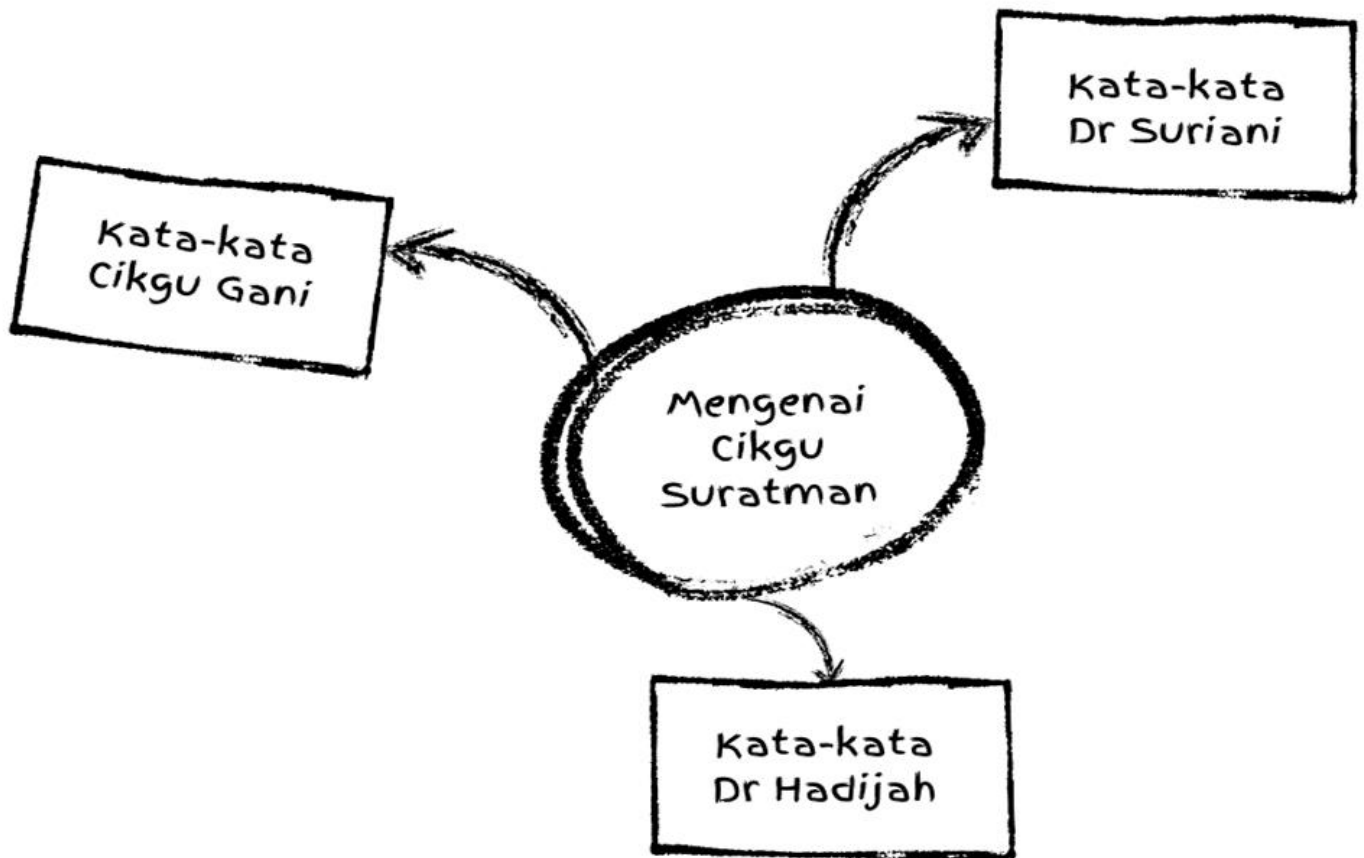 Kata-kata
Dr Suriani
Kata-kata
Cikgu Gani
Mengenai
Cikgu
Suratman
Kata-kata
Dr Hadijah